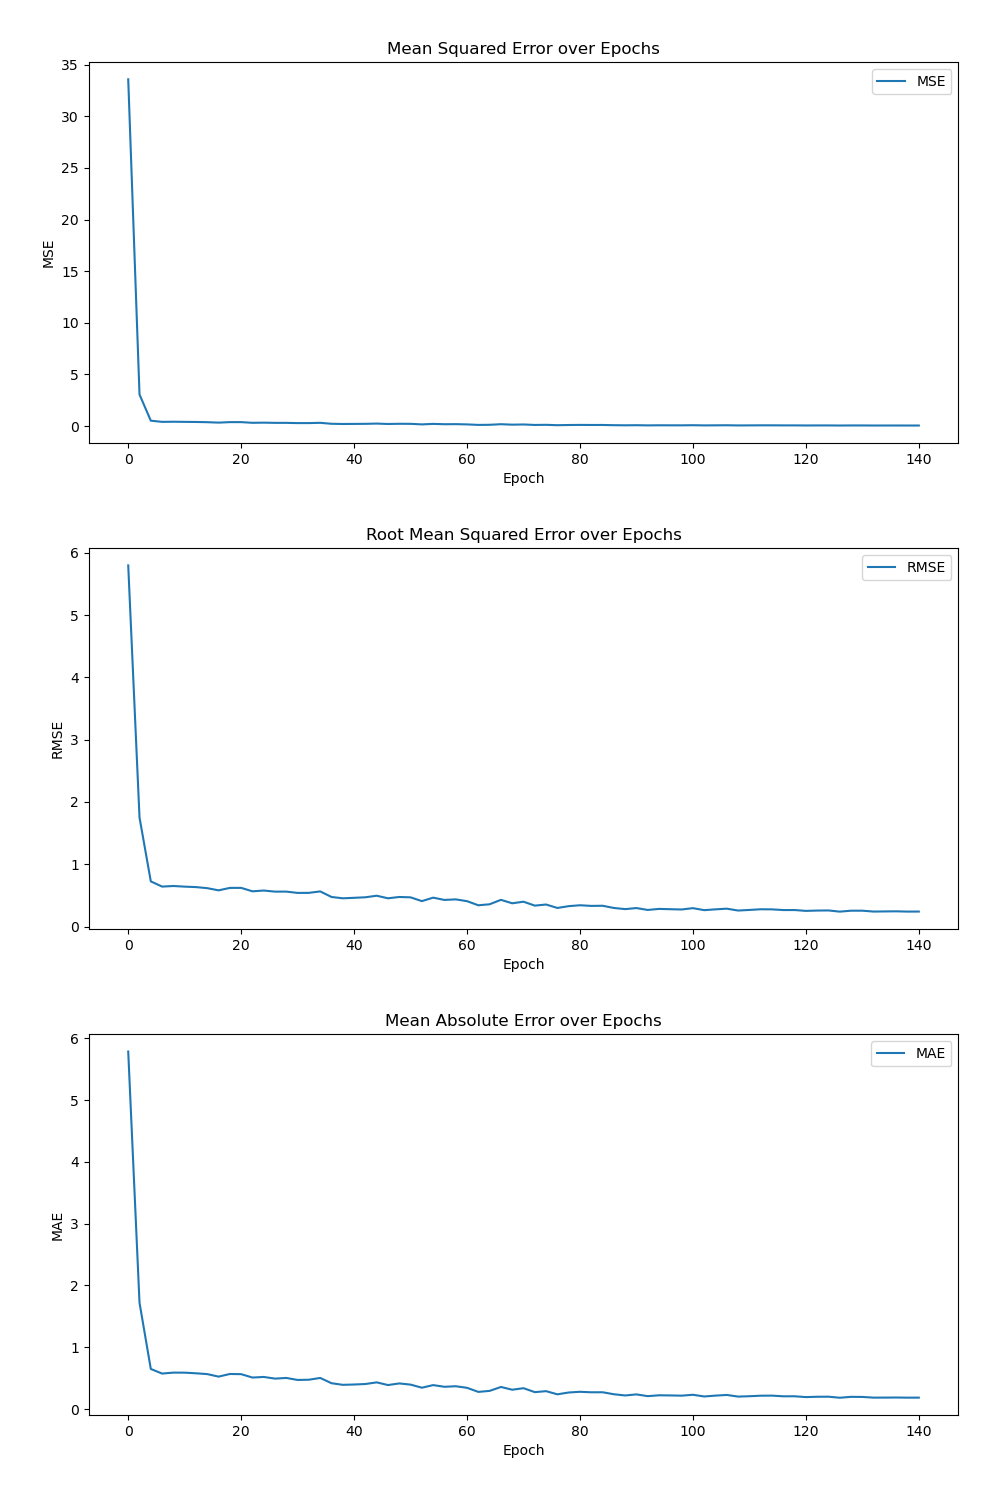 Mean Squared Error over Epochs
MSE
35
30
25
20
15
10
5
0
MSE
0 20 40 60 80 100 120 140
Epoch
Root Mean Squared Error over Epochs
RMSE
6
5
4
3
2
1
0
RMSE
0 20 40 60 80 100 120 140
Epoch
Mean Absolute Error over Epochs
MAE
6
5
4
3
2
1
0
MAE
0 20 40 60 80 100 120 140
Epoch